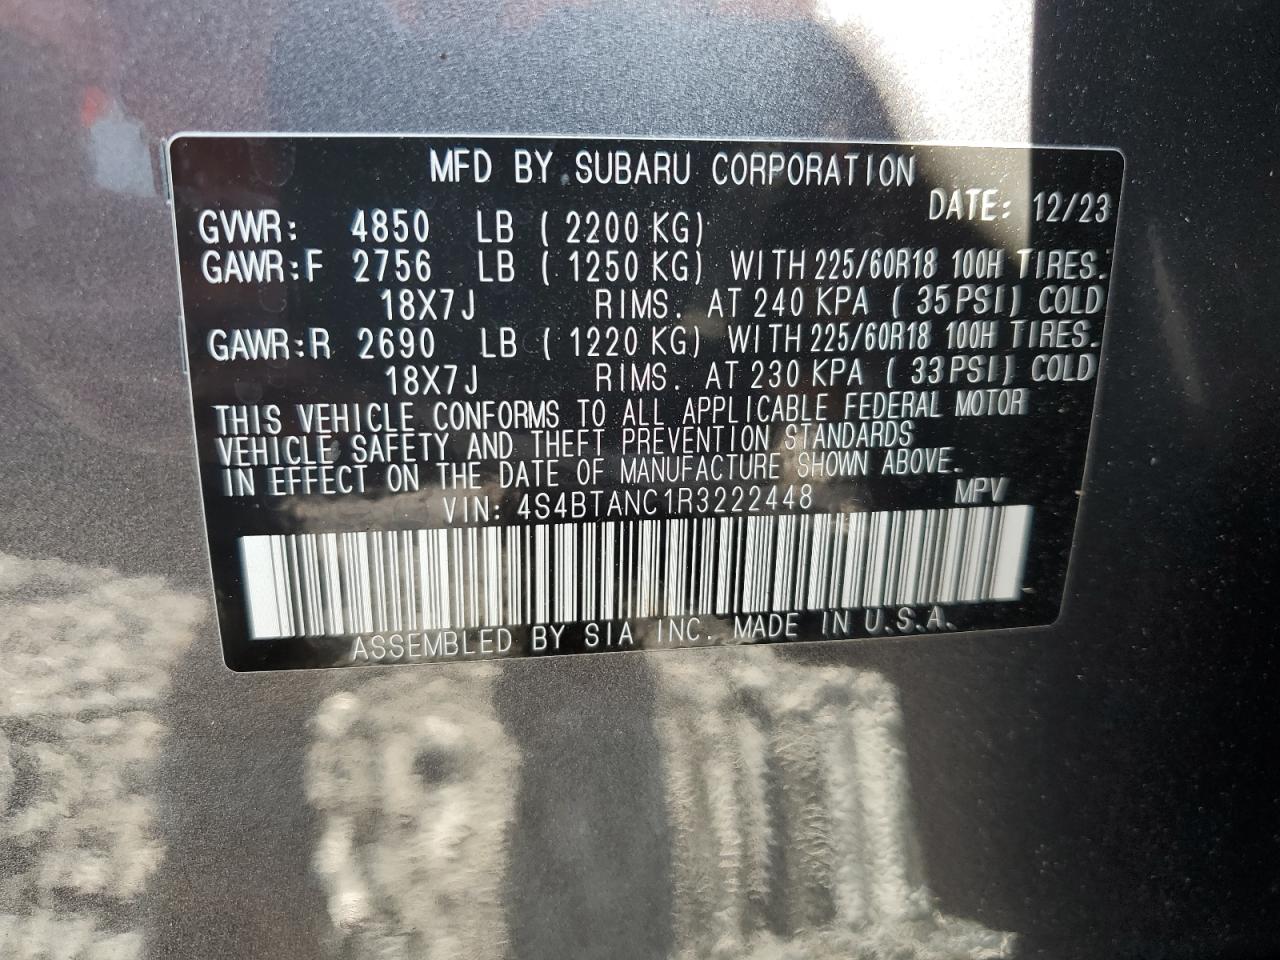 MFD BY SUBARU CORPORATION
DATE: 12/23
GVWR: 4850 LB ( 2200 KG)
GAWR:F 2756 LB ( 1250 KG) WITH 225/60R18 100H TIRES.
18X7J RIMS. AT 240 KPA ( 35PSI) COLD
GAWR:R 2690 LB ( 1220 KG) WITH 225/60R18 100H TIRES.
18X7J RIMS. AT 230 KPA ( 33PSI) COLD
THIS VEHICLE CONFORMS TO ALL APPLICABLE FEDERAL MOTOR
VEHICLE SAFETY AND THEFT PREVENTION STANDARDS
IN EFFECT ON THE DATE OF MANUFACTURE SHOWN ABOVE.
VIN: 4S4BTANC1R3222448 MPV
ASSEMBLED BY SIA INC. MADE IN U.S.A.